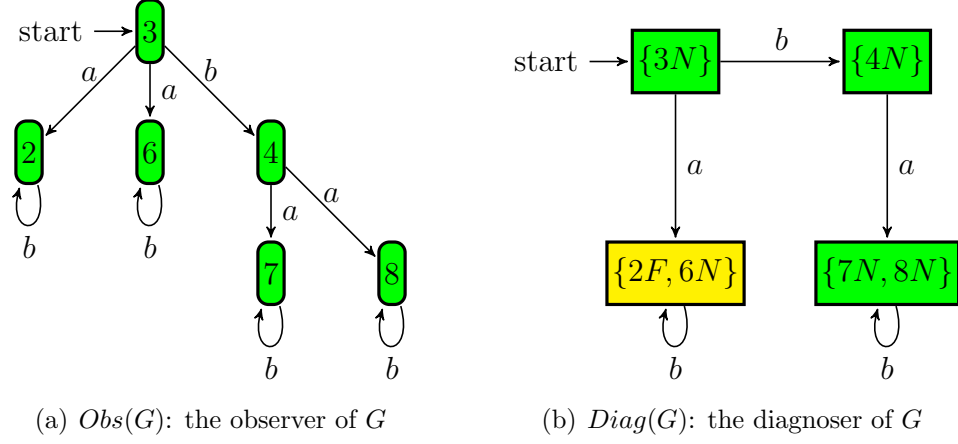 start
3
a
a
b
2
6
4
b
b
a
a
7
8
b
b
(a) Obs(G): the observer of G
start
{3N}
b
{4N}
a
a
{2F, 6N}
{7N, 8N}
b
b
(b) Diag(G): the diagnoser of G